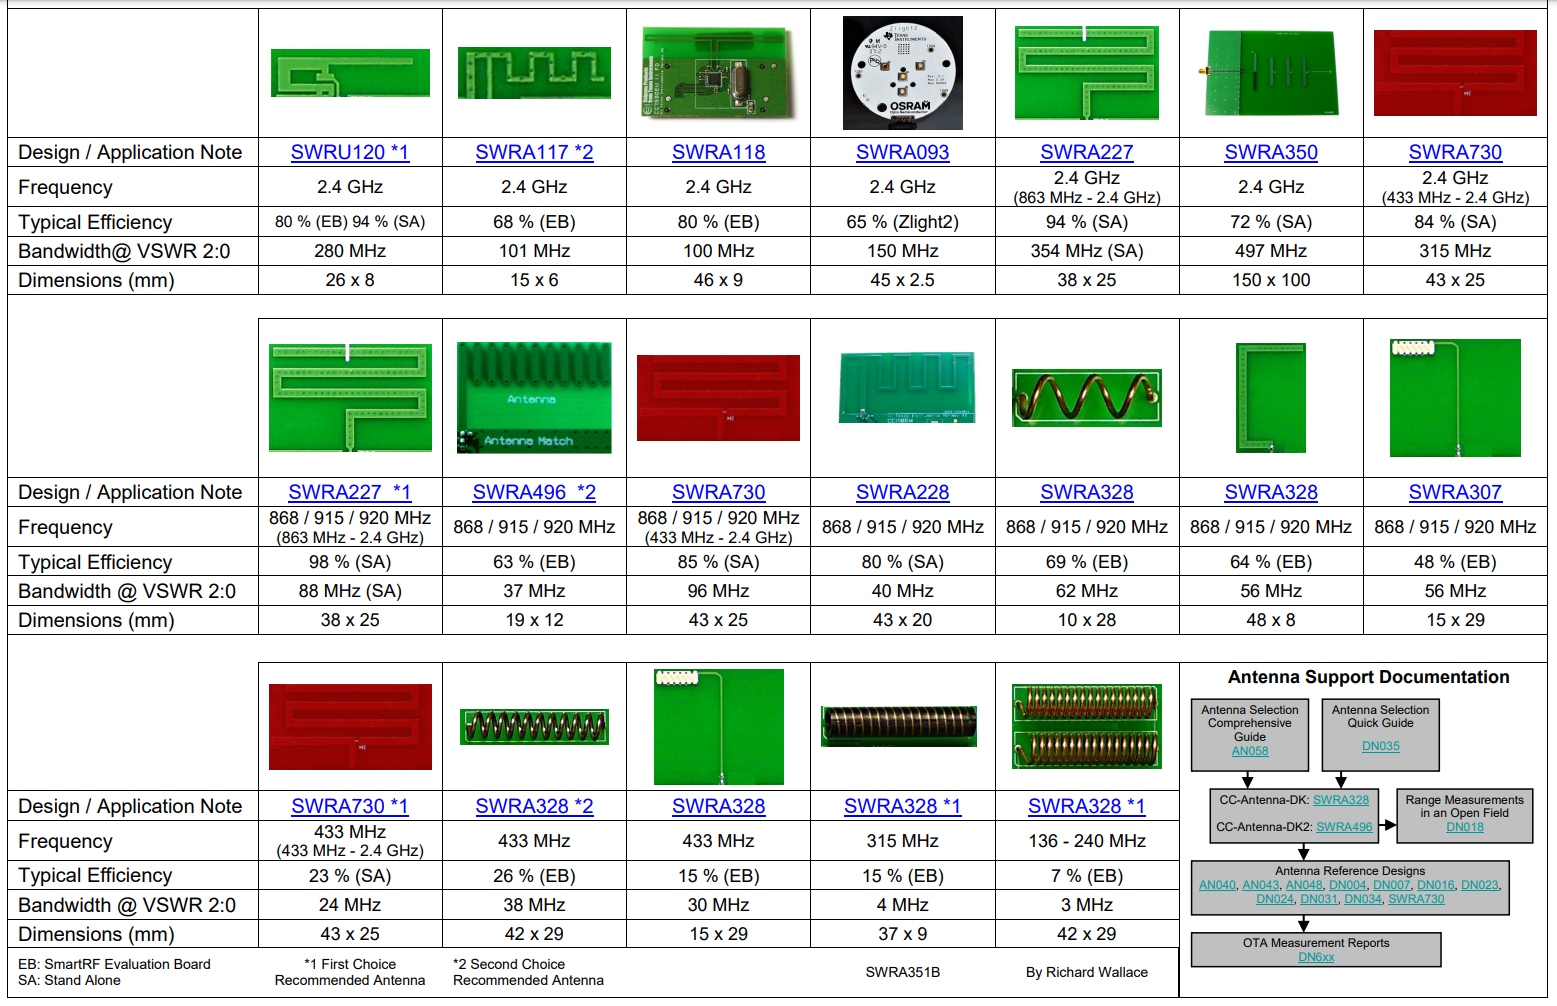 Zlight2
TEXAS
INSTRUMENTS
OSRAM
Opto Semiconductors
Design / Application Note SWRU120 *1 SWRA117 *2 SWRA118 SWRA093 SWRA227 SWRA350 SWRA730
Frequency 2.4 GHz 2.4 GHz 2.4 GHz 2.4 GHz 2.4 GHz (863 MHz - 2.4 GHz) 2.4 GHz 2.4 GHz (433 MHz - 2.4 GHz)
Typical Efficiency 80 % (EB) 94 % (SA) 68 % (EB) 80 % (EB) 65 % (Zlight2) 94 % (SA) 72 % (SA) 84 % (SA)
Bandwidth@ VSWR 2:0 280 MHz 101 MHz 100 MHz 150 MHz 354 MHz (SA) 497 MHz 315 MHz
Dimensions (mm) 26 x 8 15 x 6 46 x 9 45 x 2.5 38 x 25 150 x 100 43 x 25
Antenna
Antenna Match
Design / Application Note SWRA227 *1 SWRA496 *2 SWRA730 SWRA228 SWRA328 SWRA328 SWRA307
Frequency 868 / 915 / 920 MHz (863 MHz - 2.4 GHz) 868 / 915 / 920 MHz 868 / 915 / 920 MHz (433 MHz - 2.4 GHz) 868 / 915 / 920 MHz 868 / 915 / 920 MHz 868 / 915 / 920 MHz 868 / 915 / 920 MHz
Typical Efficiency 98 % (SA) 63 % (EB) 85 % (SA) 80 % (SA) 69 % (EB) 64 % (EB) 48 % (EB)
Bandwidth @ VSWR 2:0 88 MHz (SA) 37 MHz 96 MHz 40 MHz 62 MHz 56 MHz 56 MHz
Dimensions (mm) 38 x 25 19 x 12 43 x 25 43 x 20 10 x 28 48 x 8 15 x 29
Design / Application Note SWRA730 *1 SWRA328 *2 SWRA328 SWRA328 *1 SWRA328 *1
Frequency 433 MHz (433 MHz - 2.4 GHz) 433 MHz 433 MHz 315 MHz 136 - 240 MHz
Typical Efficiency 23 % (SA) 26 % (EB) 15 % (EB) 15 % (EB) 7 % (EB)
Bandwidth @ VSWR 2:0 24 MHz 38 MHz 30 MHz 4 MHz 3 MHz
Dimensions (mm) 43 x 25 42 x 29 15 x 29 37 x 9 42 x 29
EB: SmartRF Evaluation Board
SA: Stand Alone
*1 First Choice
Recommended Antenna
*2 Second Choice
Recommended Antenna
SWRA351B
By Richard Wallace
Antenna Support Documentation
Antenna Selection
Comprehensive
Guide
AN058
Antenna Selection
Quick Guide
DN035
CC-Antenna-DK: SWRA328
CC-Antenna-DK2: SWRA496
Range Measurements
in an Open Field
DN018
Antenna Reference Designs
AN040, AN043, AN048, DN004, DN007, DN016, DN023,
DN024, DN031, DN034, SWRA730
OTA Measurement Reports
DN6xx